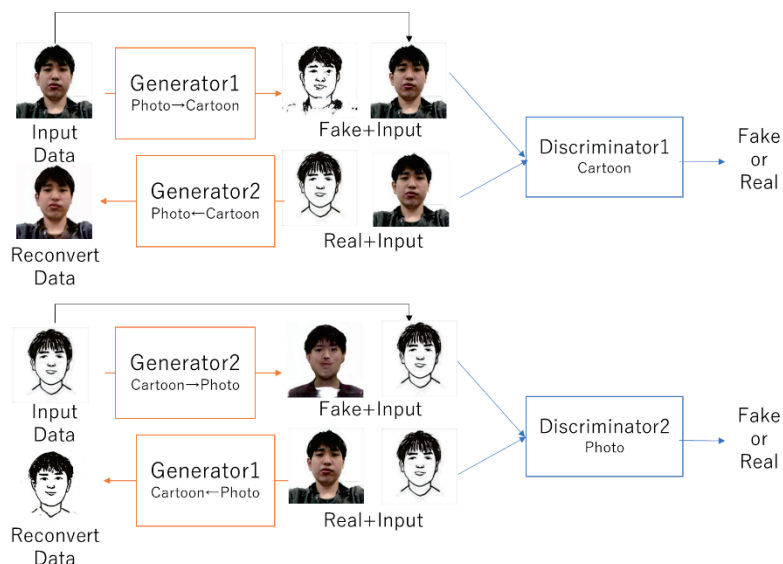 Generator1
Photo→Cartoon
Input
Data
Fake+Input
Discriminator1
Cartoon
Fake
or
Real
Generator2
Photo←Cartoon
Reconvert
Data
Real+Input
Generator2
Cartoon→Photo
Input
Data
Fake+Input
Discriminator2
Photo
Fake
or
Real
Generator1
Cartoon←Photo
Reconvert
Data
Real+Input